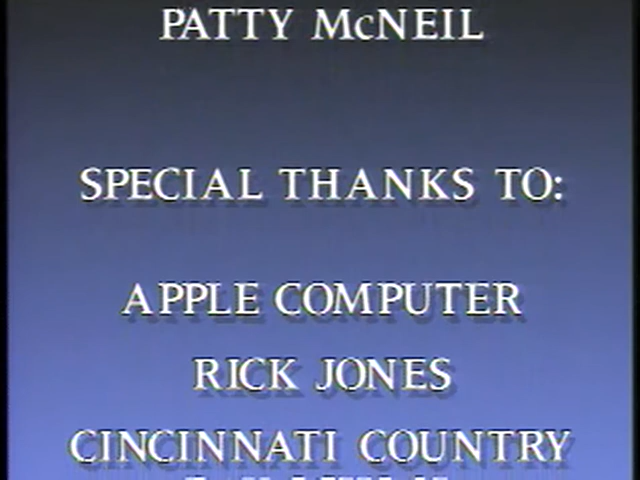 PATTY McNEIL
SPECIAL THANKS TO:
APPLE COMPUTER
RICK JONES
CINCINNATI COUNTRY